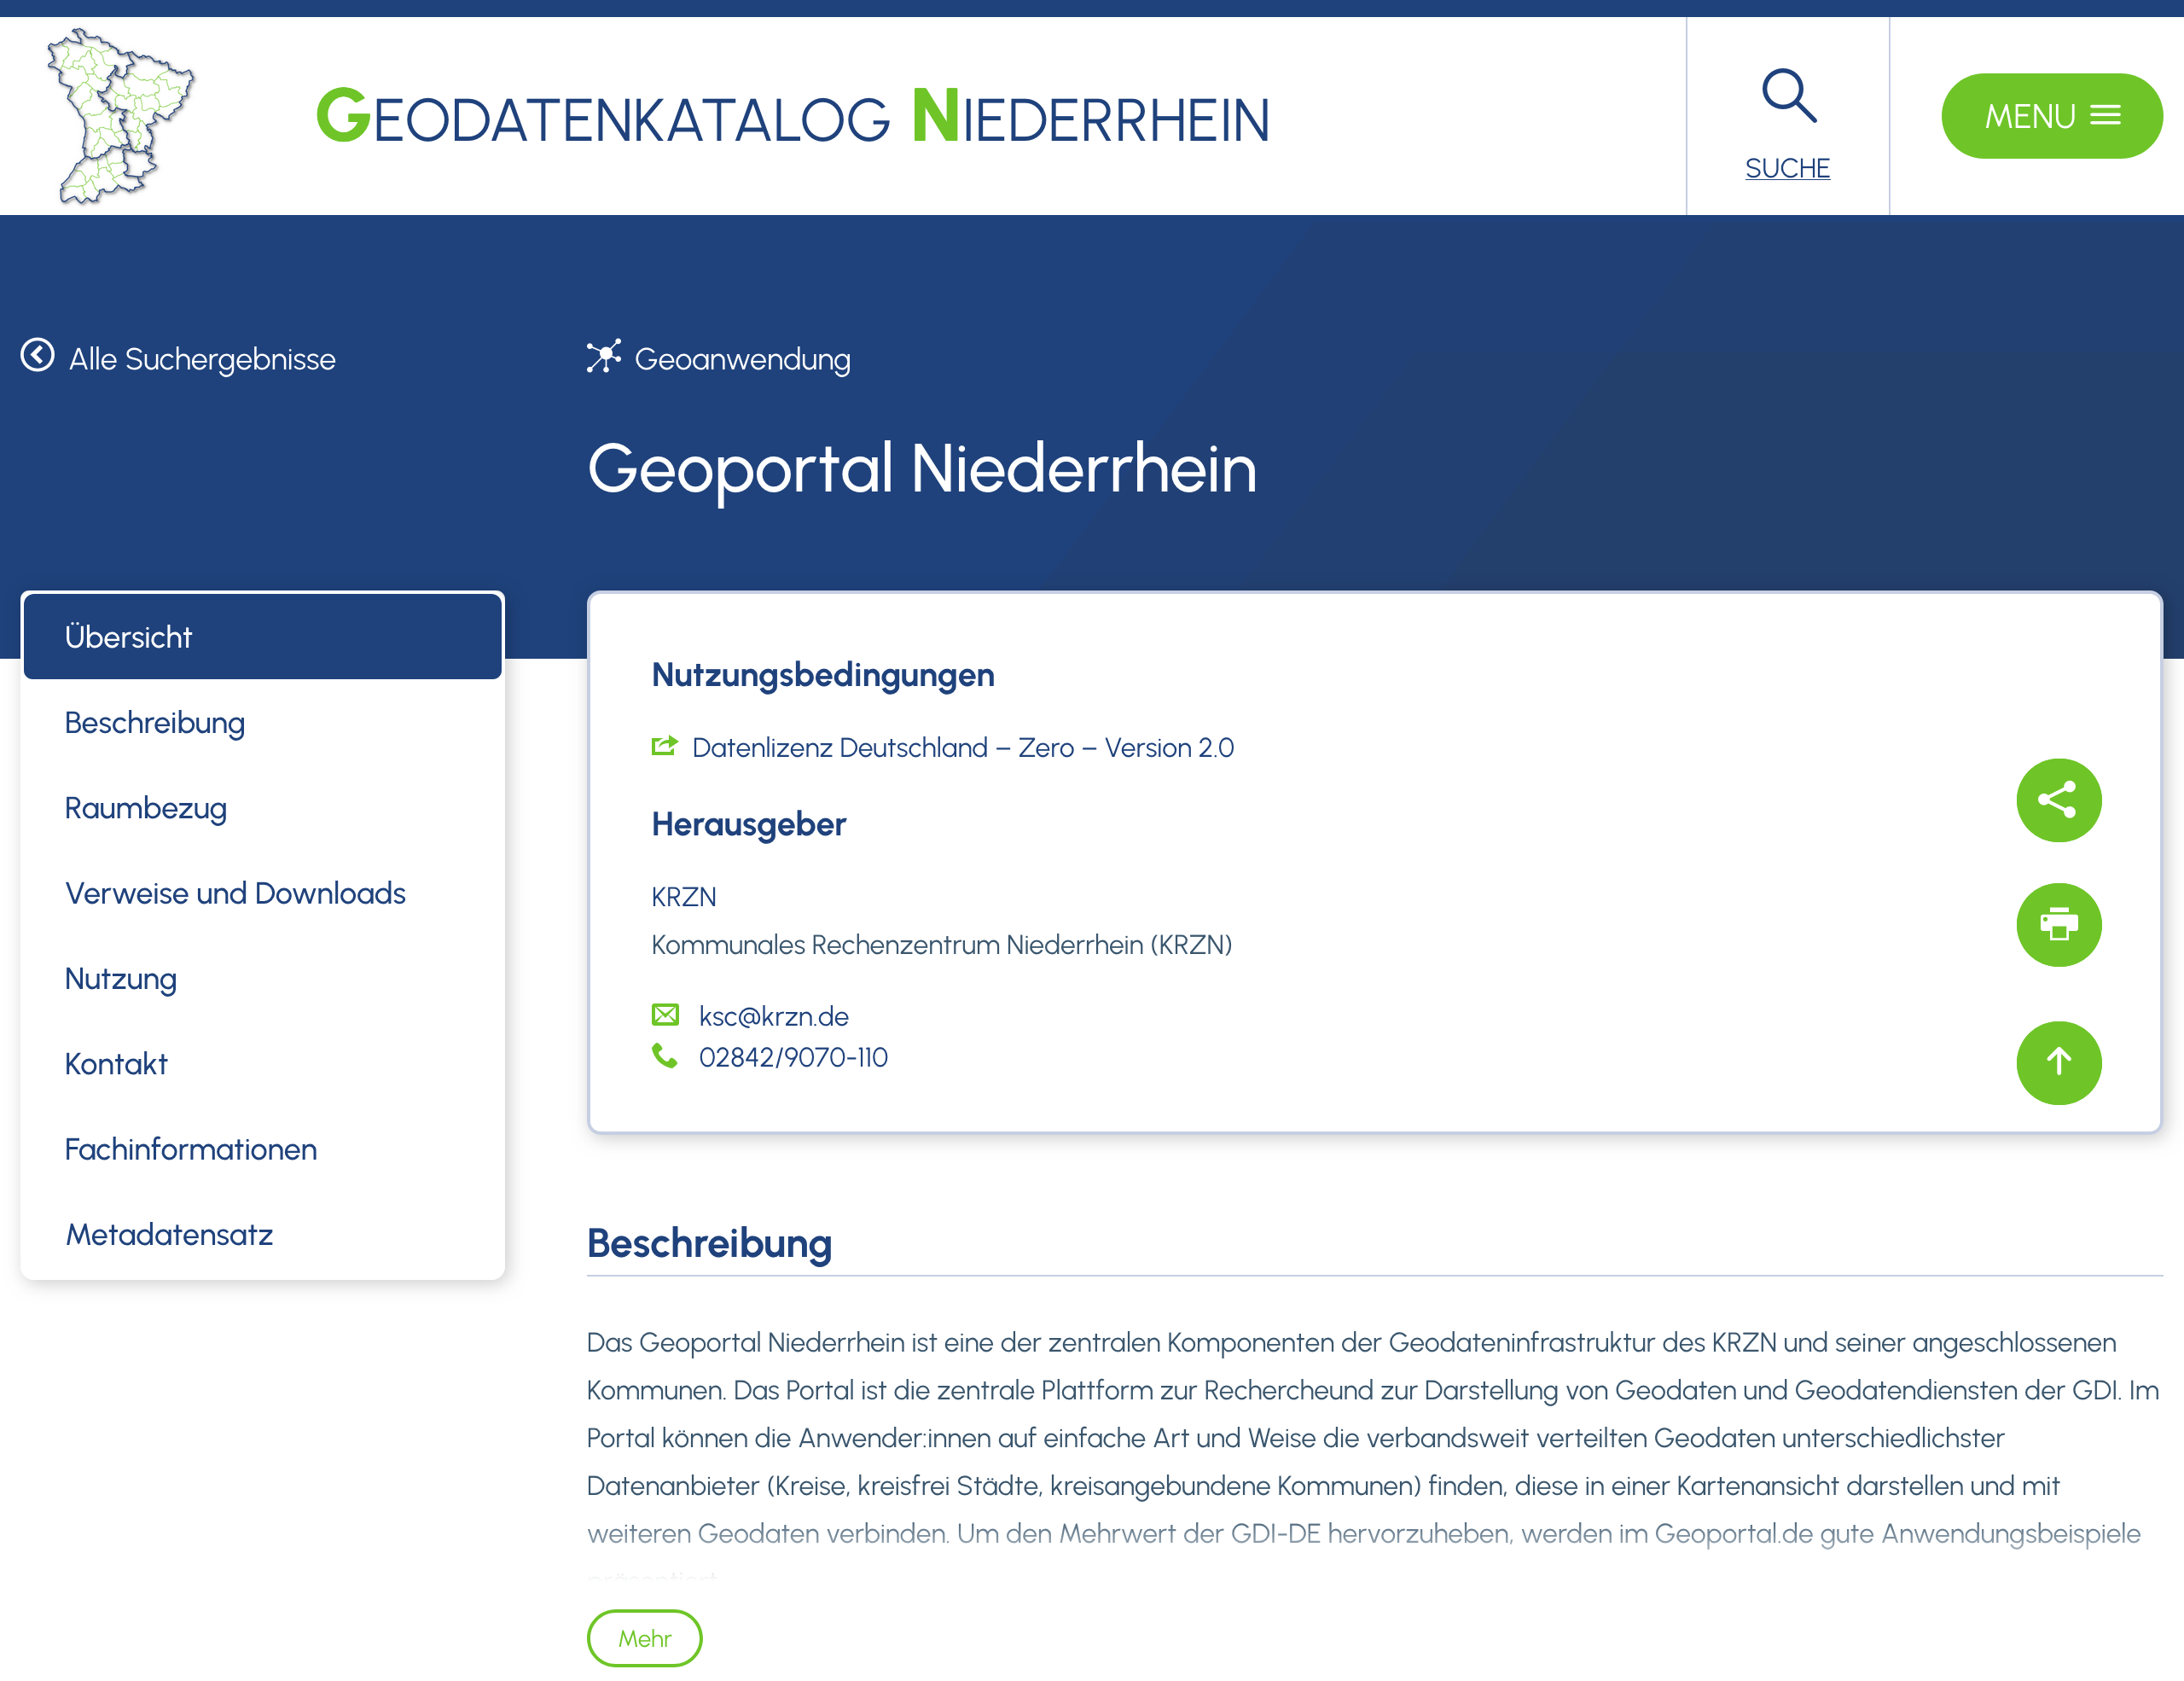 GEODATENKATALOG NIEDERRHEIN
SUCHE
MENU
Alle Suchergebnisse
Geoanwendung
Geoportal Niederrhein
Übersicht
Beschreibung
Raumbezug
Verweise und Downloads
Nutzung
Kontakt
Fachinformationen
Metadatensatz
Nutzungsbedingungen
Datenlizenz Deutschland – Zero – Version 2.0
Herausgeber
KRZN
Kommunales Rechenzentrum Niederrhein (KRZN)
ksc@krzn.de
02842/9070-110
Beschreibung
Das Geoportal Niederrhein ist eine der zentralen Komponenten der Geodateninfrastruktur des KRZN und seiner angeschlossenen
Kommunen. Das Portal ist die zentrale Plattform zur Rechercheund zur Darstellung von Geodaten und Geodatendiensten der GDI. Im
Portal können die Anwender:innen auf einfache Art und Weise die verbandsweit verteilten Geodaten unterschiedlichster
Datenanbieter (Kreise, kreisfrei Städte, kreisangebundene Kommunen) finden, diese in einer Kartenansicht darstellen und mit
weiteren Geodaten verbinden. Um den Mehrwert der GDI-DE hervorzuheben, werden im Geoportal.de gute Anwendungsbeispiele
Mehr